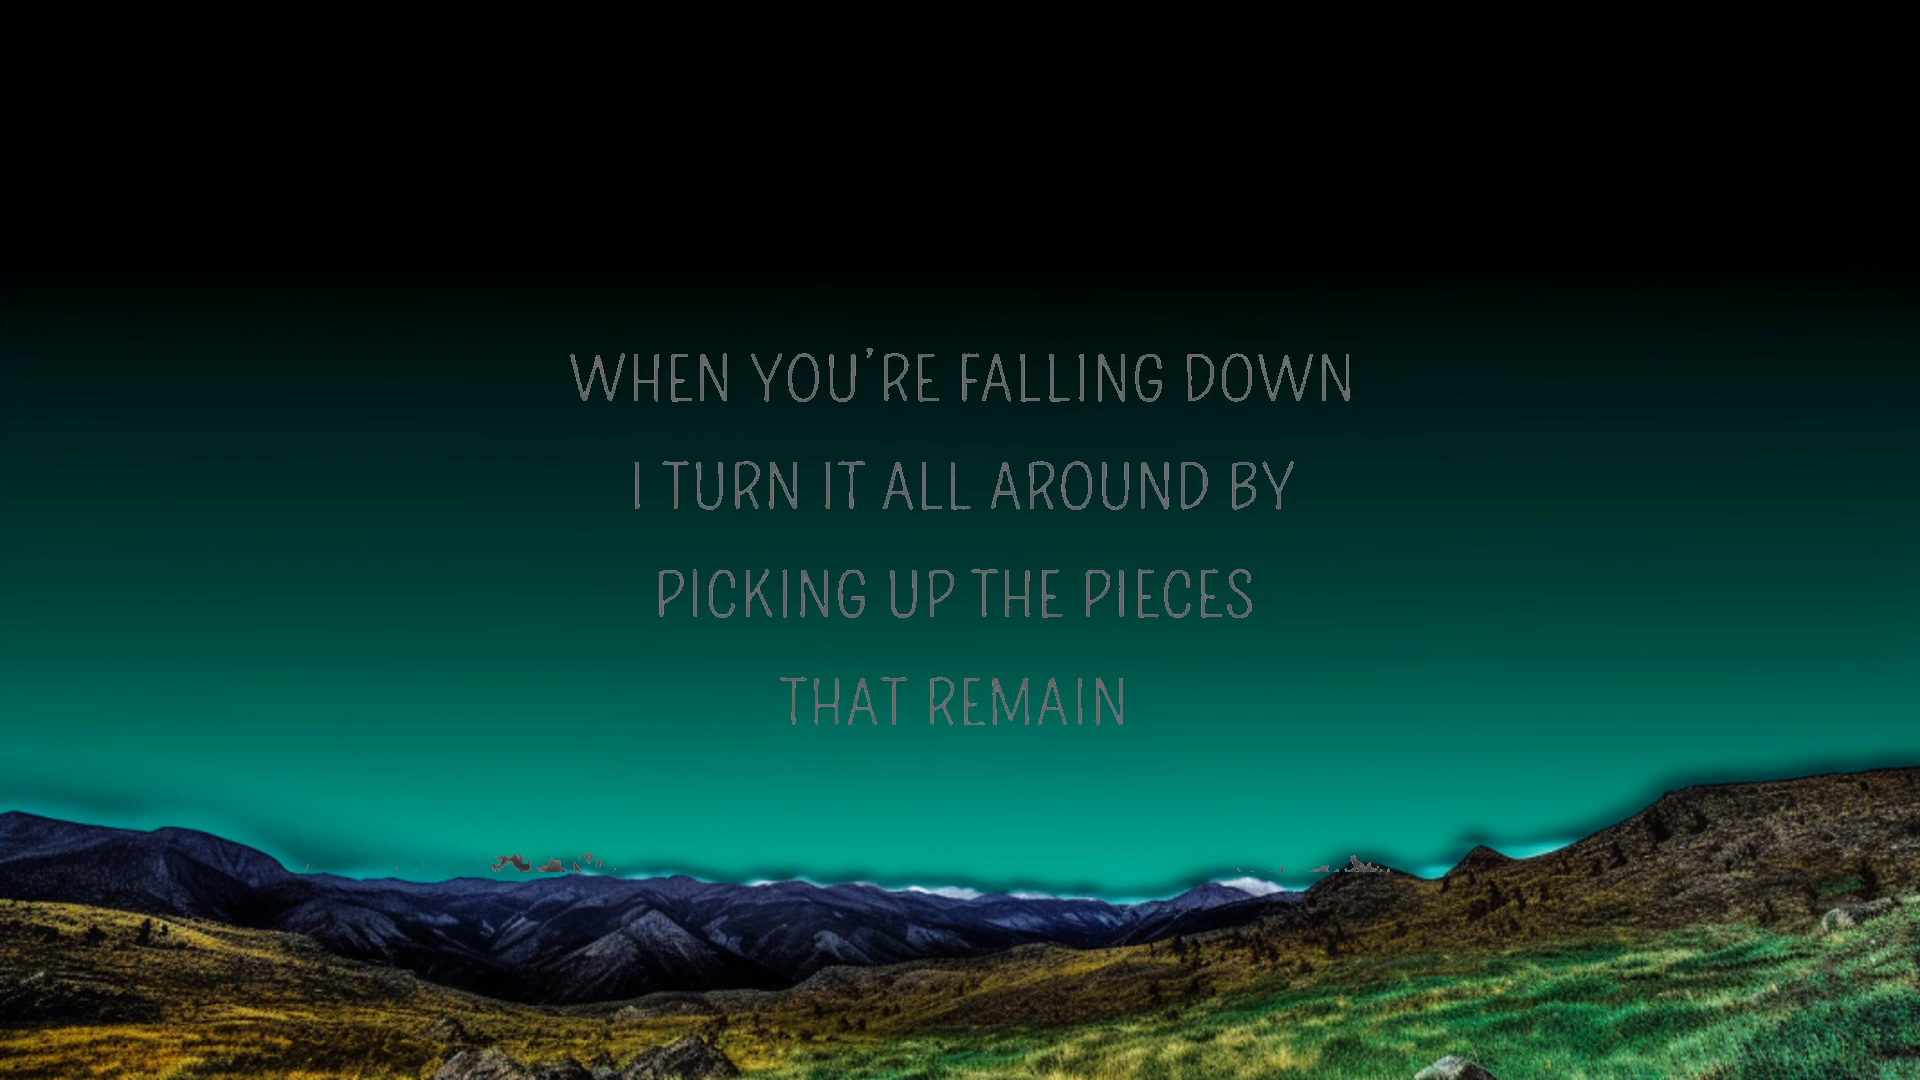 WHEN YOU'RE FALLING DOWN
I TURN IT ALL AROUND BY
PICKING UP THE PIECES
THAT REMAIN